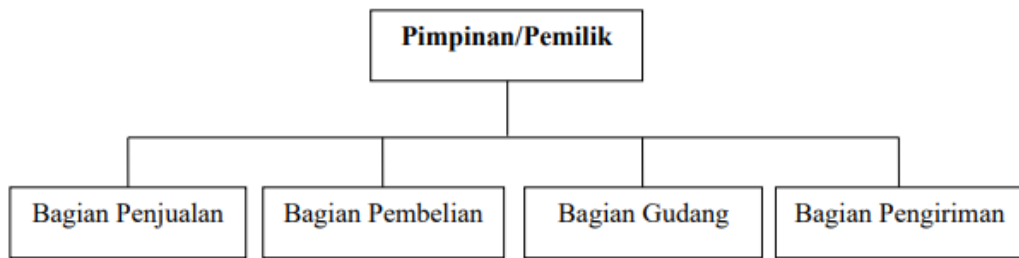 Pimpinan/Pemilik
Bagian Penjualan
Bagian Pembelian
Bagian Gudang
Bagian Pengiriman